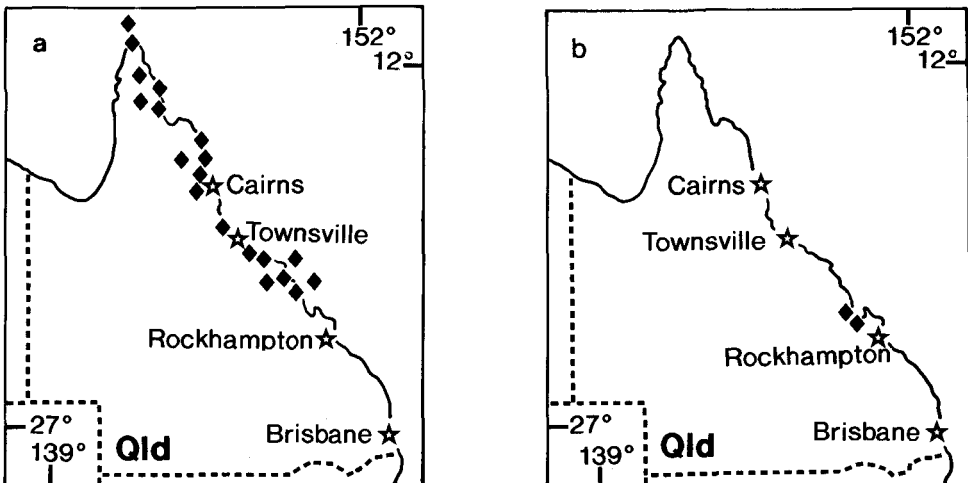 a
152°
12°
Cairns
Townsville
Rockhampton
Brisbane
27°
139°
Qld
b
152°
12°
Cairns
Townsville
Rockhampton
Brisbane
27°
139°
Qld